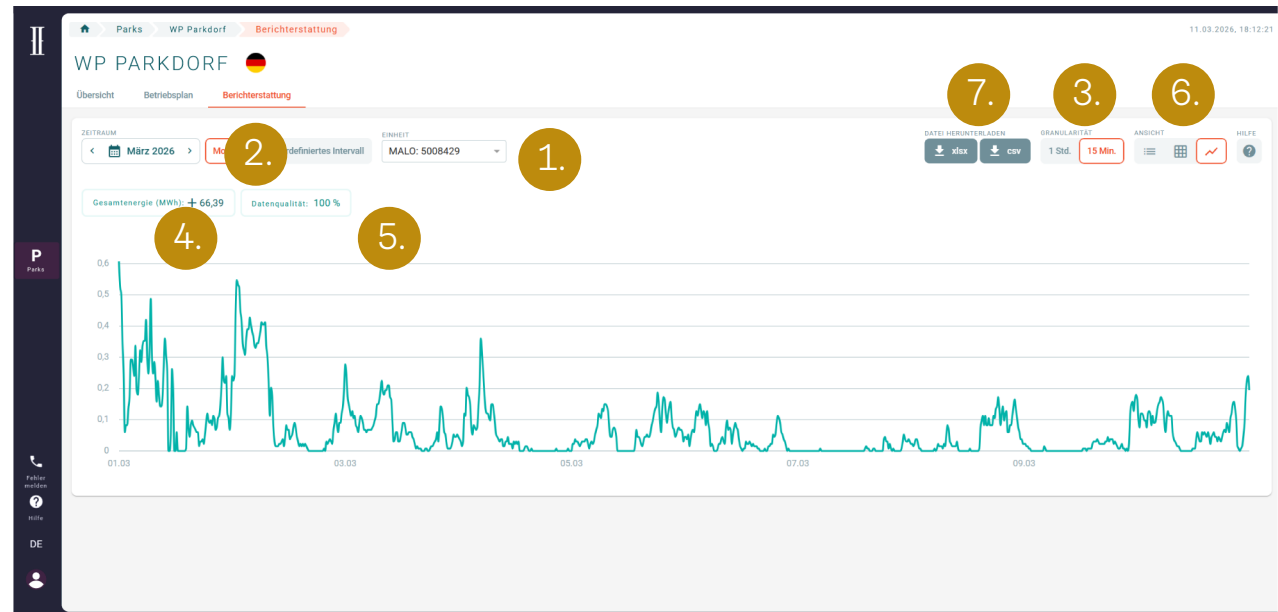 Parks WP Parkdorf Berichterstattung
11.03.2026, 18:12:21
WP PARKDORF
Übersicht Betriebsplan Berichterstattung
7. 3. 6.
ZEITRAUM EINHEIT DATEI HERUNTERLADEN GRANULARITÄT ANSICHT HILFE
März 2026 2. Intervall MALO: 5008429 1. xlsx csv 1 Std. 15 Min.
Gesamtenergie (MWh): + 66,39 Datenqualität: 100 %
4. 5.
P
Parks
0,6
0,5
0,4
0,3
0,2
0,1
0
01.03 03.03 05.03 07.03 09.03
Fehler
melden
Hilfe
DE